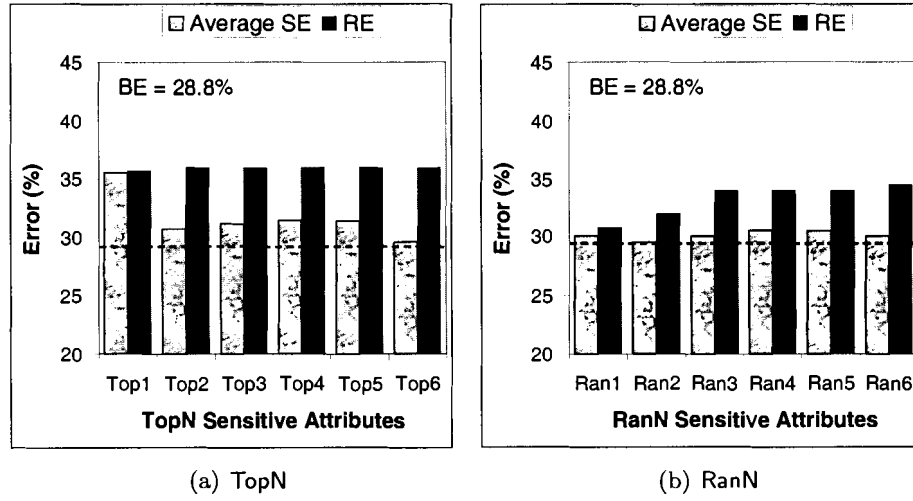 Average SE RE
BE = 28.8%
45
40
35
30
25
20
Error (%)
Top1 Top2 Top3 Top4 Top5 Top6
TopN Sensitive Attributes
(a) TopN
Average SE RE
BE = 28.8%
45
40
35
30
25
20
Error (%)
Ran1 Ran2 Ran3 Ran4 Ran5 Ran6
RanN Sensitive Attributes
(b) RanN